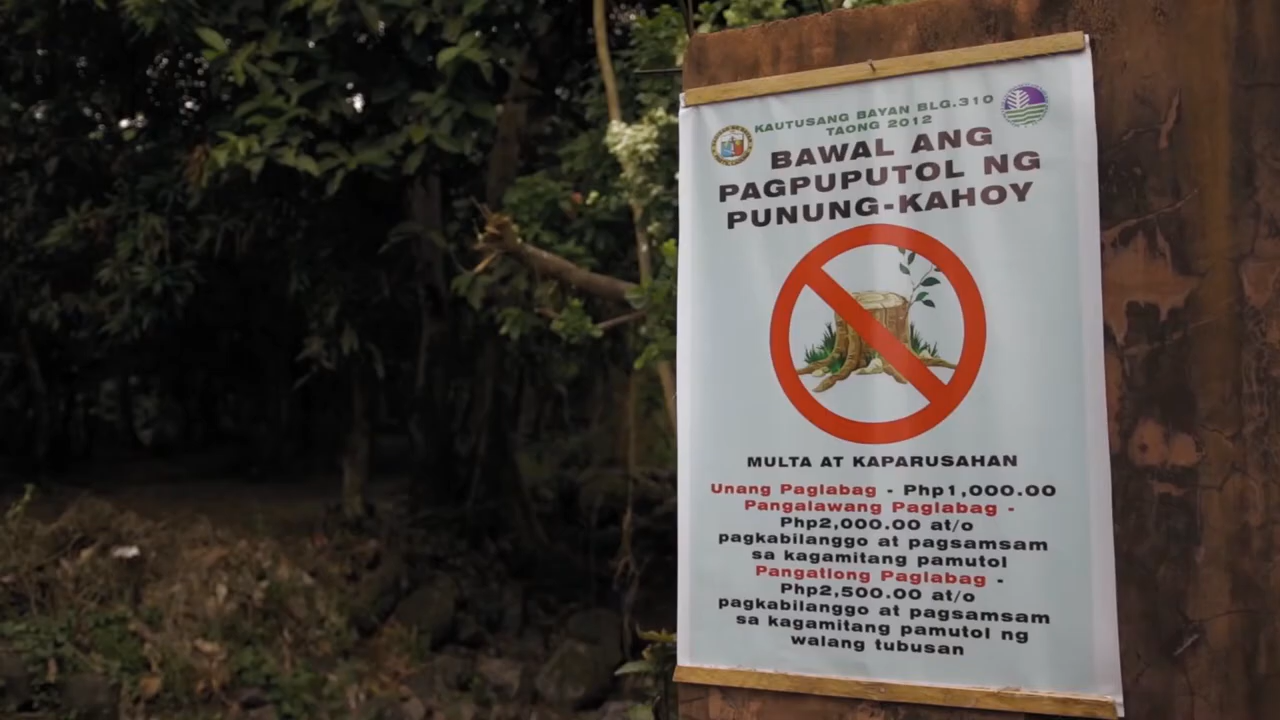 KAUTUSANG BAYAN BLG.310
TAONG 2012
BAWAL ANG
PAGPUPUTOL NG
PUNUNG-KAHOY
MULTA AT KAPARUSAHAN
Unang Paglabag - Php1,000.00
Pangalawang Paglabag -
Php2,000.00 at/o
pagkabilanggo at pagsamsam
sa kagamitang pamutol
Pangatlong Paglabag -
Php2,500.00 at/o
pagkabilanggo at pagsamsam
sa kagamitang pamutol ng
walang tubusan